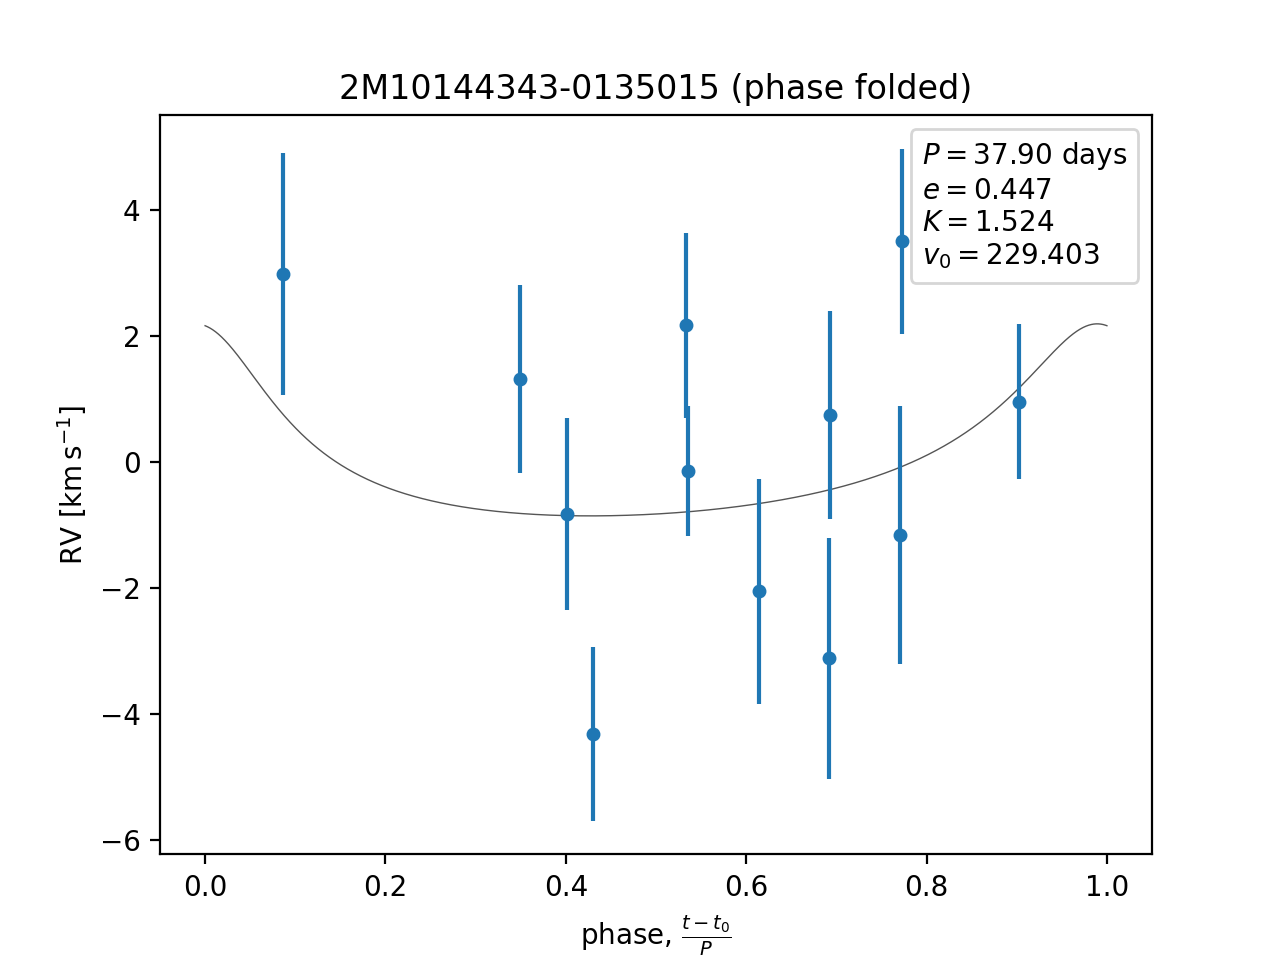 2M10144343-0135015 (phase folded)
P = 37.90 days
e = 0.447
K = 1.524
v₀ = 229.403
4
2
0
−2
−4
−6
RV [km s⁻¹]
0.0 0.2 0.4 0.6 0.8 1.0
phase, (t − t₀)/P